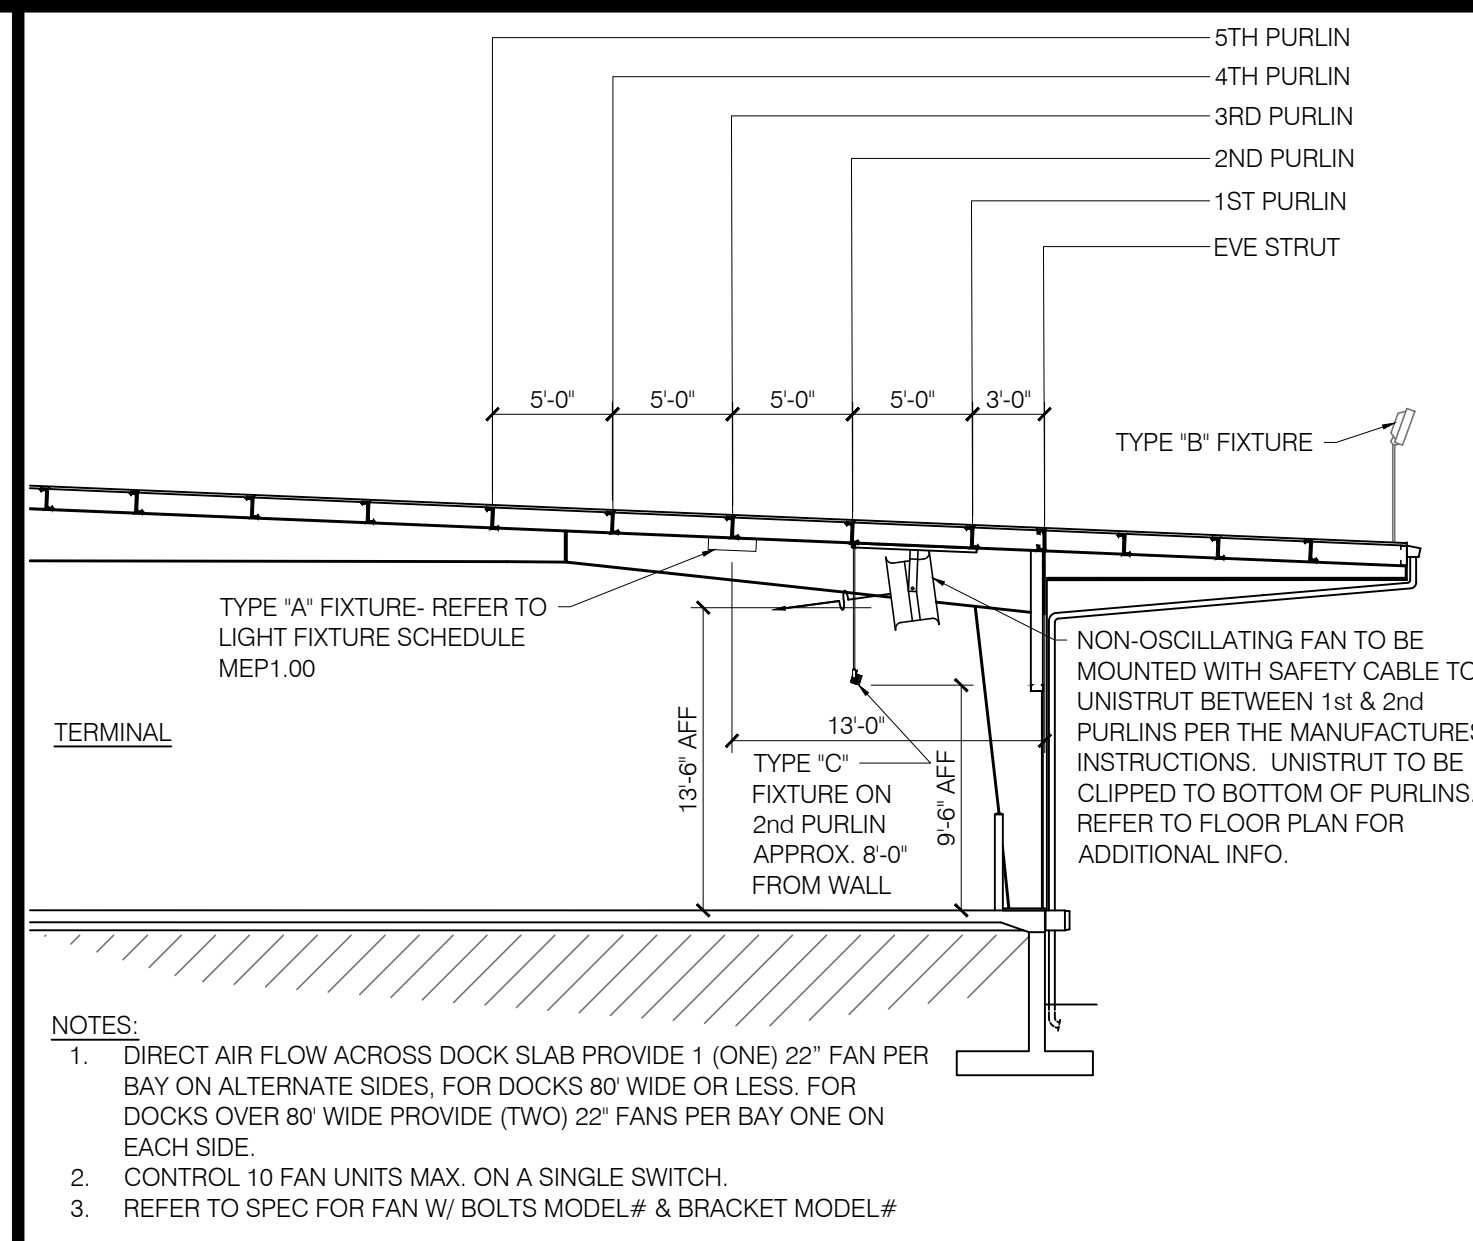 5TH PURLIN
4TH PURLIN
3RD PURLIN
2ND PURLIN
1ST PURLIN
EVE STRUT
5'-0" 5'-0" 5'-0" 5'-0" 3'-0"
TYPE "B" FIXTURE
TYPE "A" FIXTURE- REFER TO
LIGHT FIXTURE SCHEDULE
MEP1.00
NON-OSCILLATING FAN TO BE
MOUNTED WITH SAFETY CABLE TO
UNISTRUT BETWEEN 1st & 2nd
PURLINS PER THE MANUFACTURES
INSTRUCTIONS. UNISTRUT TO BE
CLIPPED TO BOTTOM OF PURLINS.
REFER TO FLOOR PLAN FOR
ADDITIONAL INFO.
TERMINAL
13'-6" AFF
13'-0"
9'-6" AFF
TYPE "C"
FIXTURE ON
2nd PURLIN
APPROX. 8'-0"
FROM WALL
NOTES:
1. DIRECT AIR FLOW ACROSS DOCK SLAB PROVIDE 1 (ONE) 22” FAN PER
BAY ON ALTERNATE SIDES, FOR DOCKS 80' WIDE OR LESS. FOR
DOCKS OVER 80' WIDE PROVIDE (TWO) 22" FANS PER BAY ONE ON
EACH SIDE.
2. CONTROL 10 FAN UNITS MAX. ON A SINGLE SWITCH.
3. REFER TO SPEC FOR FAN W/ BOLTS MODEL# & BRACKET MODEL#